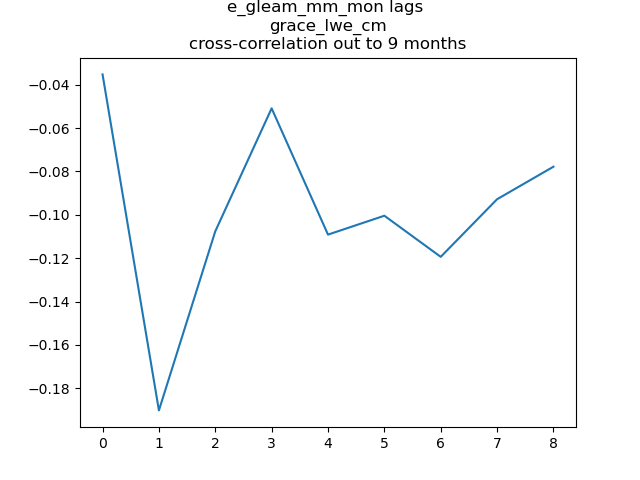 e_gleam_mm_mon lags
grace_lwe_cm
cross-correlation out to 9 months
−0.04
−0.06
−0.08
−0.10
−0.12
−0.14
−0.16
−0.18
0 1 2 3 4 5 6 7 8